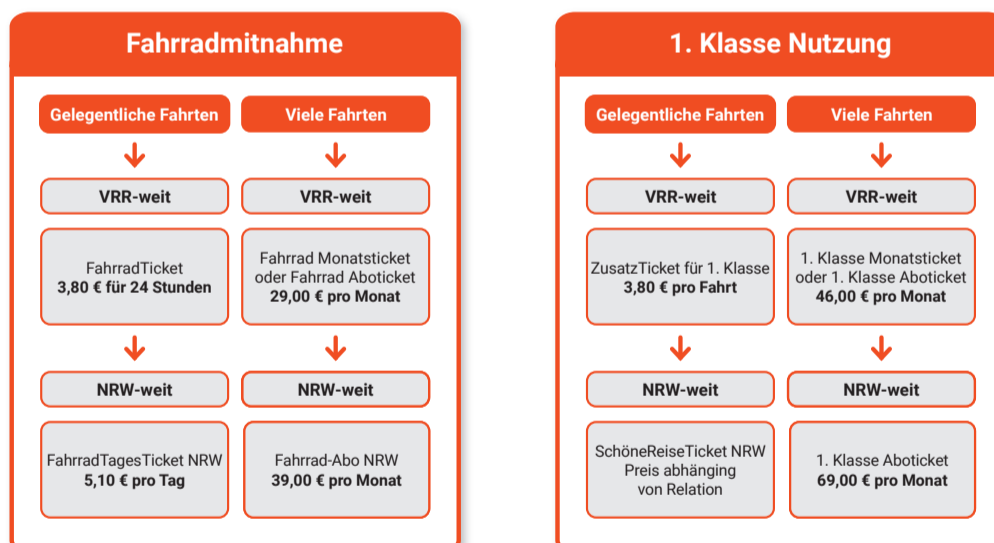 Fahrradmitnahme
Gelegentliche Fahrten
VRR-weit
FahrradTicket
3,80 € für 24 Stunden
NRW-weit
FahrradTagesTicket NRW
5,10 € pro Tag
Viele Fahrten
VRR-weit
Fahrrad Monatsticket
oder Fahrrad Aboticket
29,00 € pro Monat
NRW-weit
Fahrrad-Abo NRW
39,00 € pro Monat
1. Klasse Nutzung
Gelegentliche Fahrten
VRR-weit
ZusatzTicket für 1. Klasse
3,80 € pro Fahrt
NRW-weit
SchöneReiseTicket NRW
Preis abhänging
von Relation
Viele Fahrten
VRR-weit
1. Klasse Monatsticket
oder 1. Klasse Aboticket
46,00 € pro Monat
NRW-weit
1. Klasse Aboticket
69,00 € pro Monat